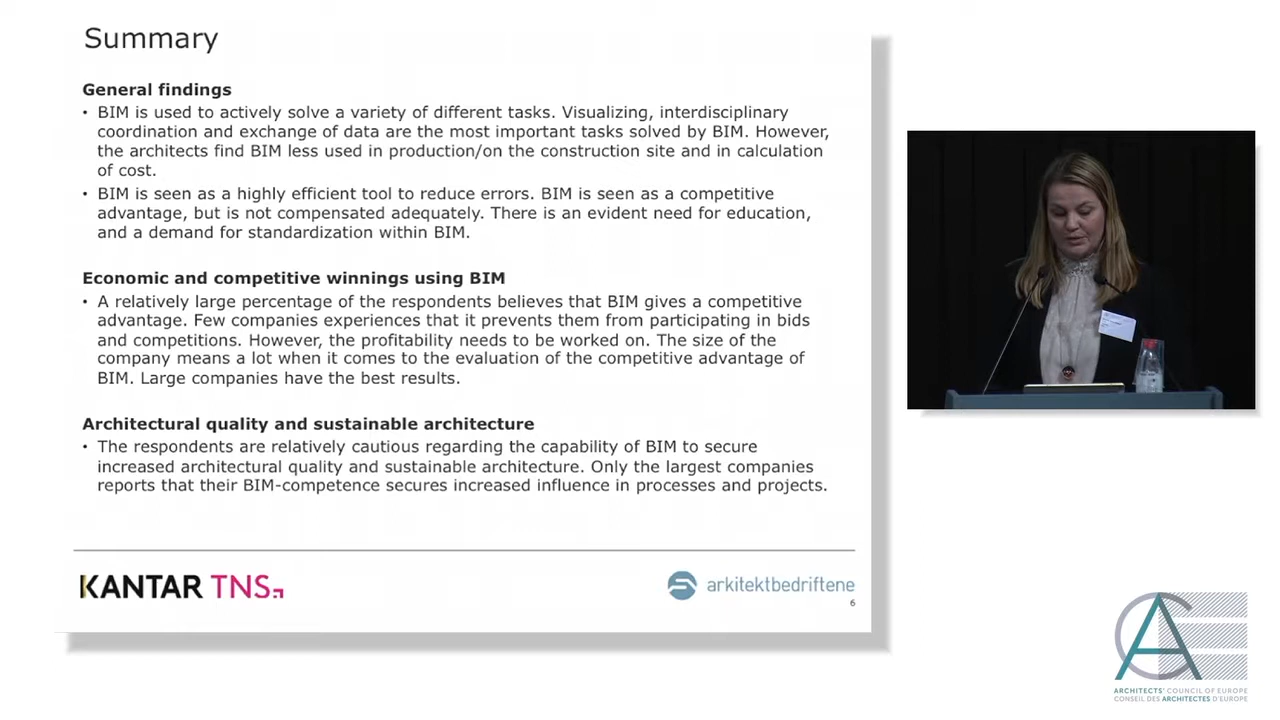 Summary
General findings
• BIM is used to actively solve a variety of different tasks. Visualizing, interdisciplinary
coordination and exchange of data are the most important tasks solved by BIM. However,
the architects find BIM less used in production/on the construction site and in calculation
of cost.
• BIM is seen as a highly efficient tool to reduce errors. BIM is seen as a competitive
advantage, but is not compensated adequately. There is an evident need for education,
and a demand for standardization within BIM.
Economic and competitive winnings using BIM
• A relatively large percentage of the respondents believes that BIM gives a competitive
advantage. Few companies experiences that it prevents them from participating in bids
and competitions. However, the profitability needs to be worked on. The size of the
company means a lot when it comes to the evaluation of the competitive advantage of
BIM. Large companies have the best results.
Architectural quality and sustainable architecture
• The respondents are relatively cautious regarding the capability of BIM to secure
increased architectural quality and sustainable architecture. Only the largest companies
reports that their BIM-competence secures increased influence in processes and projects.
KANTAR TNS
arkitektbedriftene
6
ACE
ARCHITECTS' COUNCIL OF EUROPE
CONSEIL DES ARCHITECTES D'EUROPE